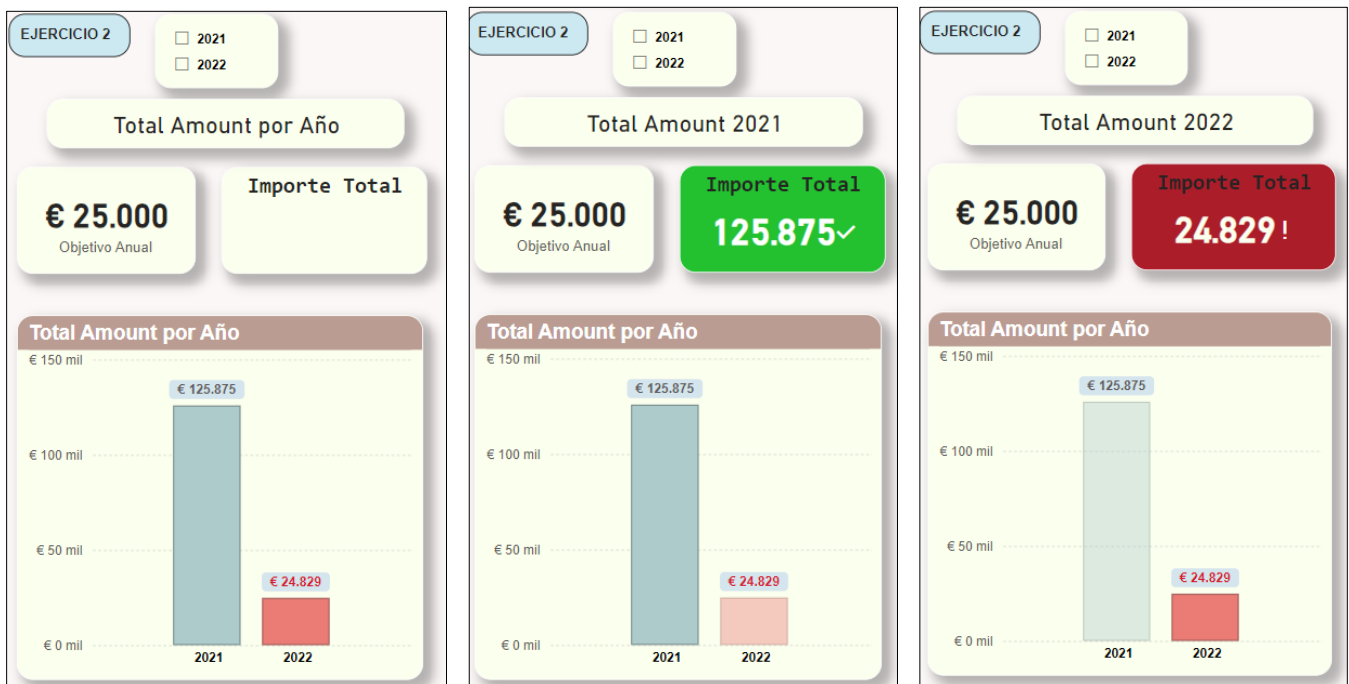 EJERCICIO 2
2021
2022
Total Amount por Año
€ 25.000
Objetivo Anual
Importe Total
Total Amount por Año
€ 150 mil
€ 125.875
€ 100 mil
€ 50 mil
€ 24.829
€ 0 mil
2021 2022
EJERCICIO 2
2021
2022
Total Amount 2021
€ 25.000
Objetivo Anual
Importe Total
125.875✓
Total Amount por Año
€ 150 mil
€ 125.875
€ 100 mil
€ 50 mil
€ 24.829
€ 0 mil
2021 2022
EJERCICIO 2
2021
2022
Total Amount 2022
€ 25.000
Objetivo Anual
Importe Total
24.829 !
Total Amount por Año
€ 150 mil
€ 125.875
€ 100 mil
€ 50 mil
€ 24.829
€ 0 mil
2021 2022